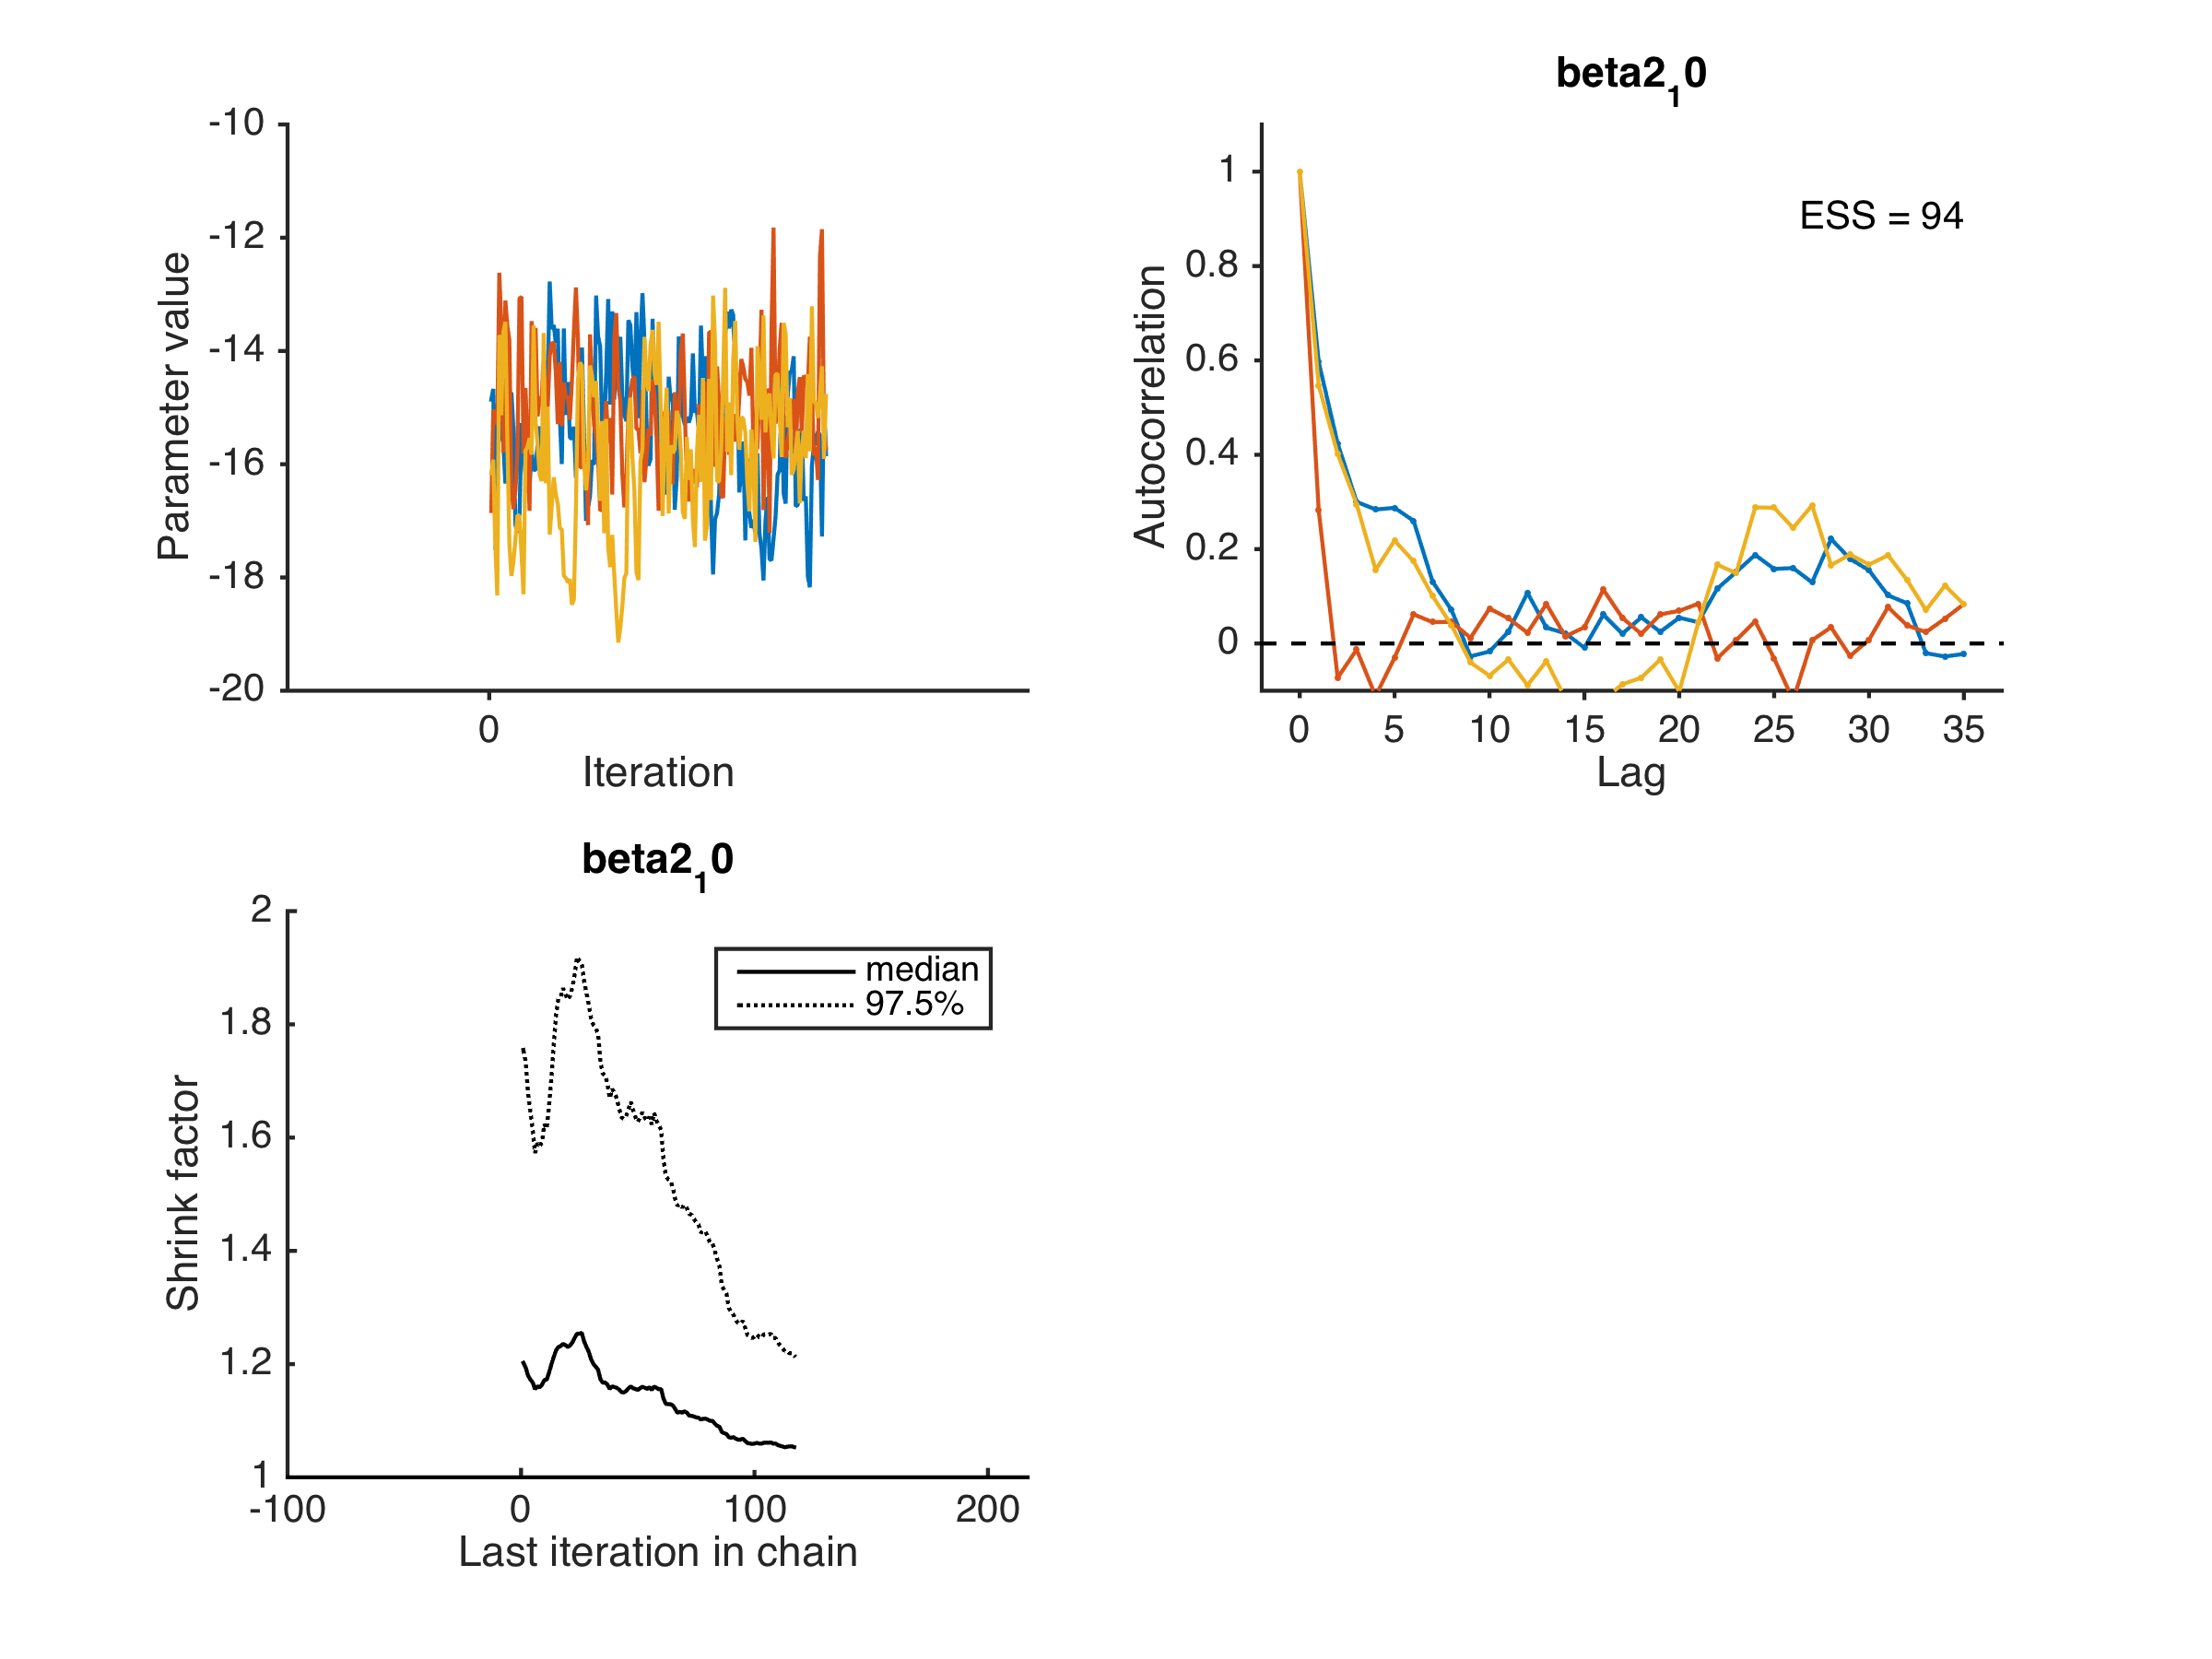 -10
-12
-14
-16
-18
-20
Parameter value
0
Iteration
beta2₁0
ESS = 94
1
0.8
0.6
0.4
0.2
0
Autocorrelation
0 5 10 15 20 25 30 35
Lag
beta2₁0
median
97.5%
2
1.8
1.6
1.4
1.2
1
Shrink factor
-100 0 100 200
Last iteration in chain